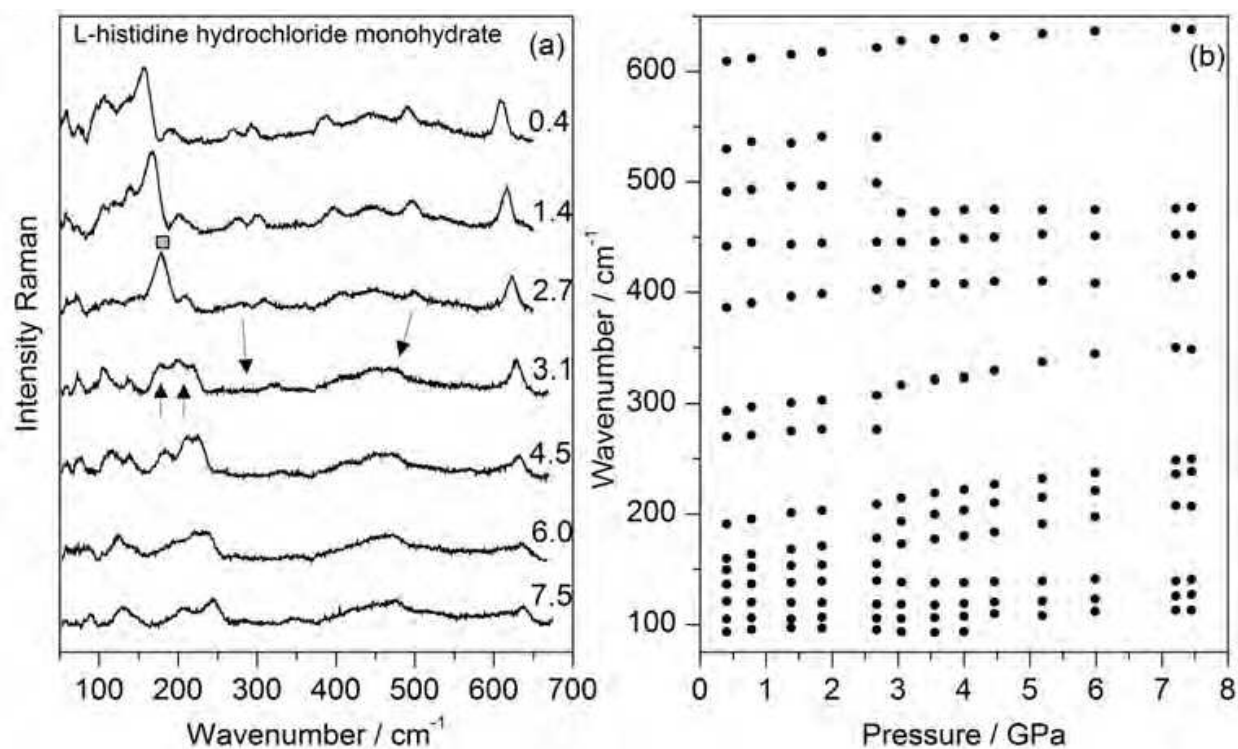 L-histidine hydrochloride monohydrate
(a)
0.4
1.4
2.7
3.1
4.5
6.0
7.5
Intensity Raman
100 200 300 400 500 600 700
Wavenumber / cm⁻¹
(b)
600
500
400
300
200
100
Wavenumber / cm⁻¹
0 1 2 3 4 5 6 7 8
Pressure / GPa